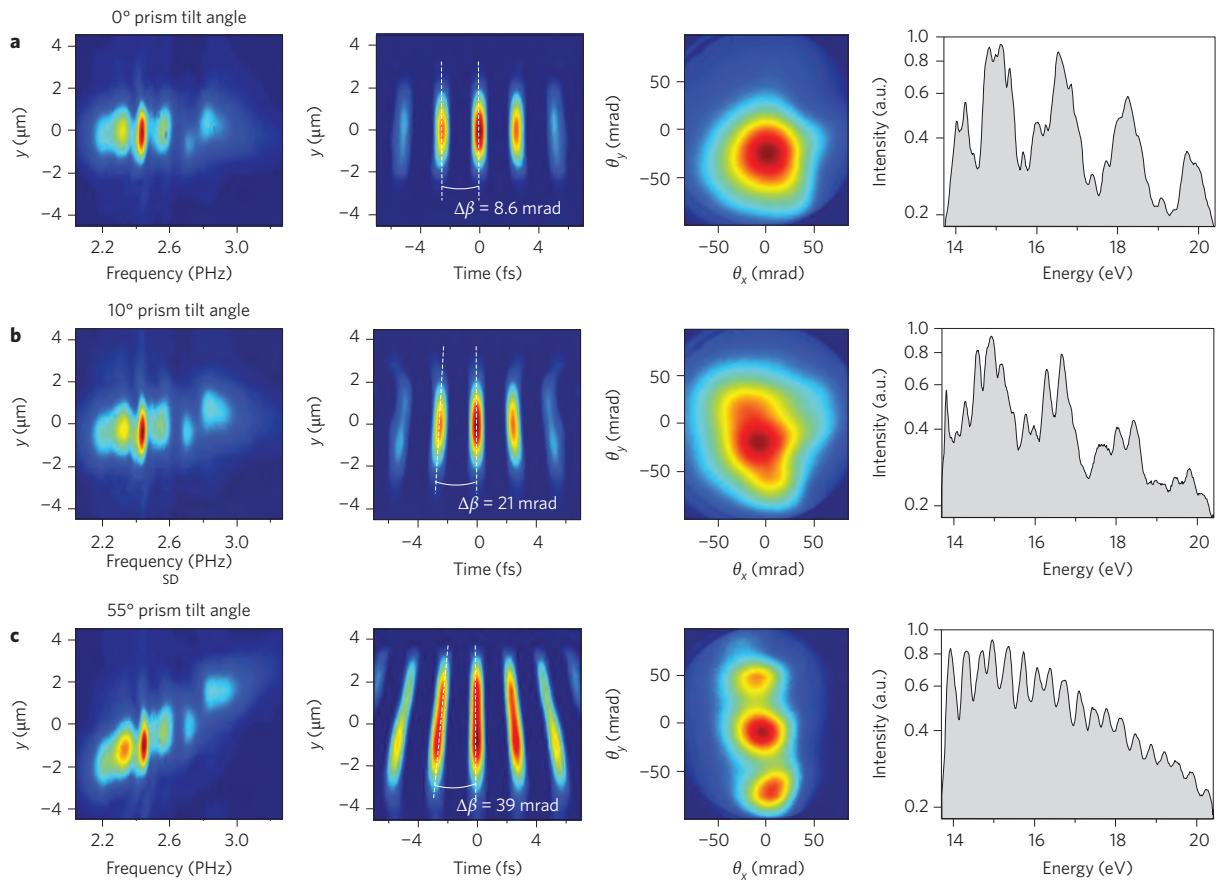 0° prism tilt angle
a
4
2
0
−2
−4
y (μm)
2.2 2.6 3.0
Frequency (PHz)
4
2
0
−2
−4
y (μm)
Δβ = 8.6 mrad
−4 0 4
Time (fs)
50
0
−50
θy (mrad)
−50 0 50
θx (mrad)
1.0
0.8
0.6
0.4
0.2
Intensity (a.u.)
14 16 18 20
Energy (eV)
10° prism tilt angle
b
4
2
0
−2
−4
y (μm)
2.2 2.6 3.0
Frequency (PHz)
SD
4
2
0
−2
−4
y (μm)
Δβ = 21 mrad
−4 0 4
Time (fs)
50
0
−50
θy (mrad)
−50 0 50
θx (mrad)
1.0
0.8
0.6
0.4
0.2
Intensity (a.u.)
14 16 18 20
Energy (eV)
55° prism tilt angle
c
4
2
0
−2
−4
y (μm)
2.2 2.6 3.0
Frequency (PHz)
4
2
0
−2
−4
y (μm)
Δβ = 39 mrad
−4 0 4
Time (fs)
50
0
−50
θy (mrad)
−50 0 50
θx (mrad)
1.0
0.8
0.6
0.4
0.2
Intensity (a.u.)
14 16 18 20
Energy (eV)